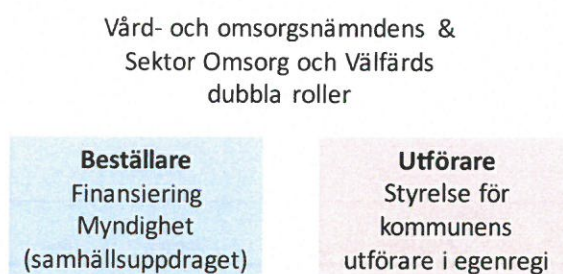 Vård- och omsorgsnämndens &
Sektor Omsorg och Välfärds
dubbla roller
Beställare
Finansiering
Myndighet
(samhällsuppdraget)
Utförare
Styrelse för
kommunens
utförare i egenregi